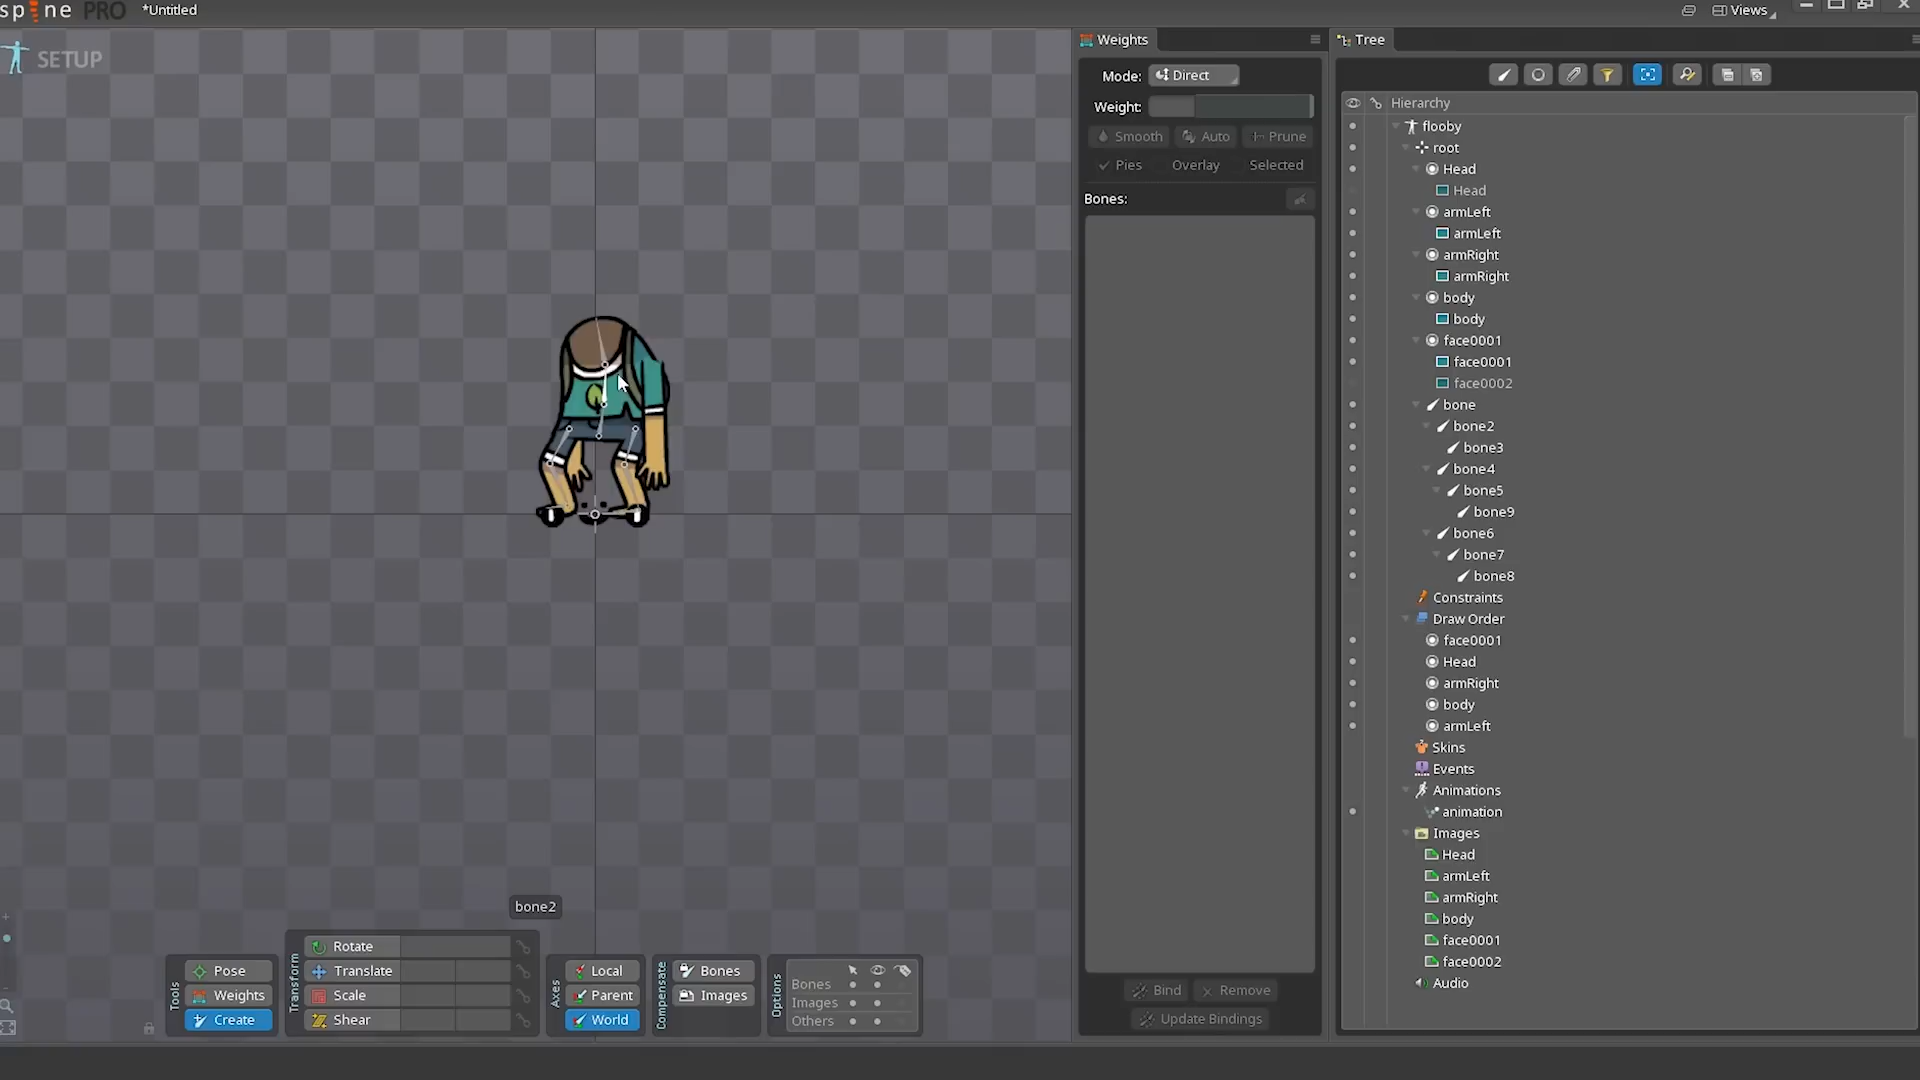 spine PRO *Untitled Views
SETUP
Weights
Mode: Direct
Weight:
Smooth Auto Prune
Pies Overlay Selected
Bones:
Bind Remove
Update Bindings
Tree
Hierarchy
flooby
root
Head
Head
armLeft
armLeft
armRight
armRight
body
body
face0001
face0001
face0002
bone
bone2
bone3
bone4
bone5
bone9
bone6
bone7
bone8
Constraints
Draw Order
face0001
Head
armRight
body
armLeft
Skins
Events
Animations
animation
Images
Head
armLeft
armRight
body
face0001
face0002
Audio
bone2
Tools
Pose
Weights
Create
Transform
Rotate
Translate
Scale
Shear
Axes
Local
Parent
World
Compensate
Bones
Images
Options
Bones
Images
Others